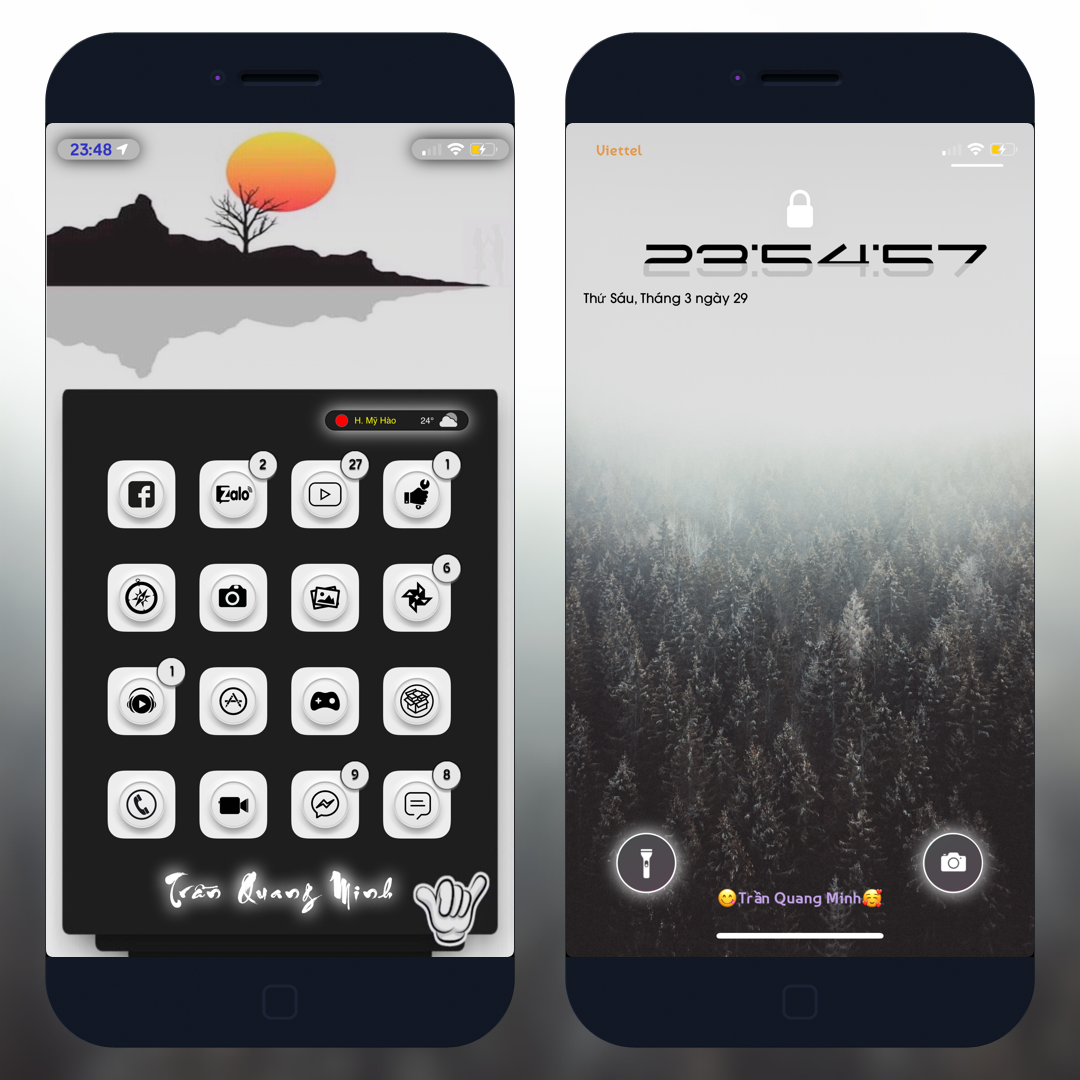 23:48
H. Mỹ Hào 24°
2 27 1
Zalo
6
1
9 8
Trần Quang Minh
Viettel
23:54:57
Thứ Sáu, Tháng 3 ngày 29
😋Trần Quang Minh🥰